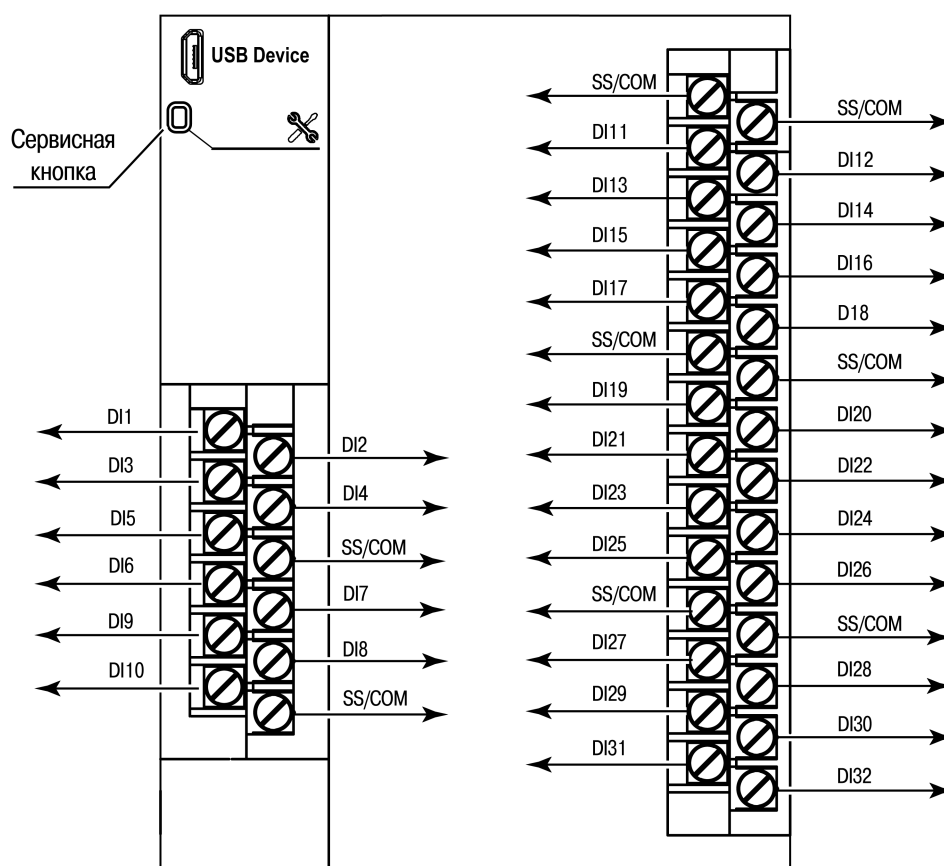 USB Device
Сервисная
кнопка
DI1
DI3
DI5
DI6
DI9
DI10
DI2
DI4
SS/COM
DI7
DI8
SS/COM
SS/COM
DI11
DI13
DI15
DI17
SS/COM
DI19
DI21
DI23
DI25
SS/COM
DI27
DI29
DI31
SS/COM
DI12
DI14
DI16
D18
SS/COM
DI20
DI22
DI24
DI26
SS/COM
DI28
DI30
DI32